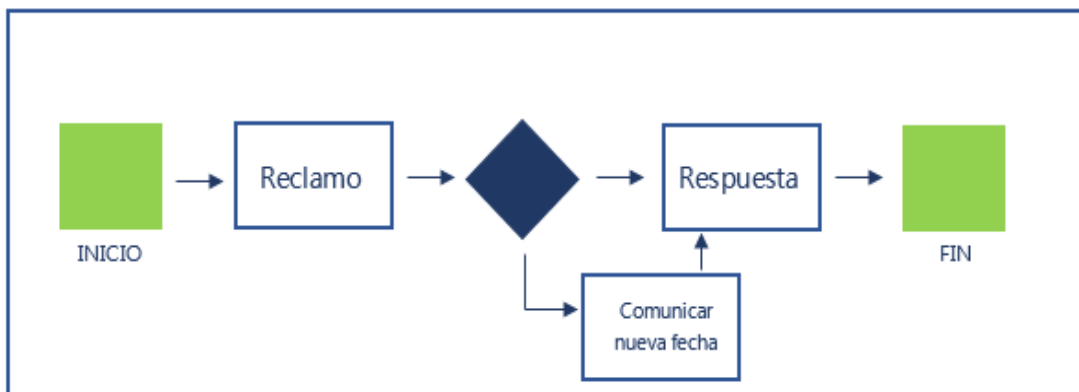 Reclamo
Respuesta
INICIO
FIN
Comunicar
nueva fecha